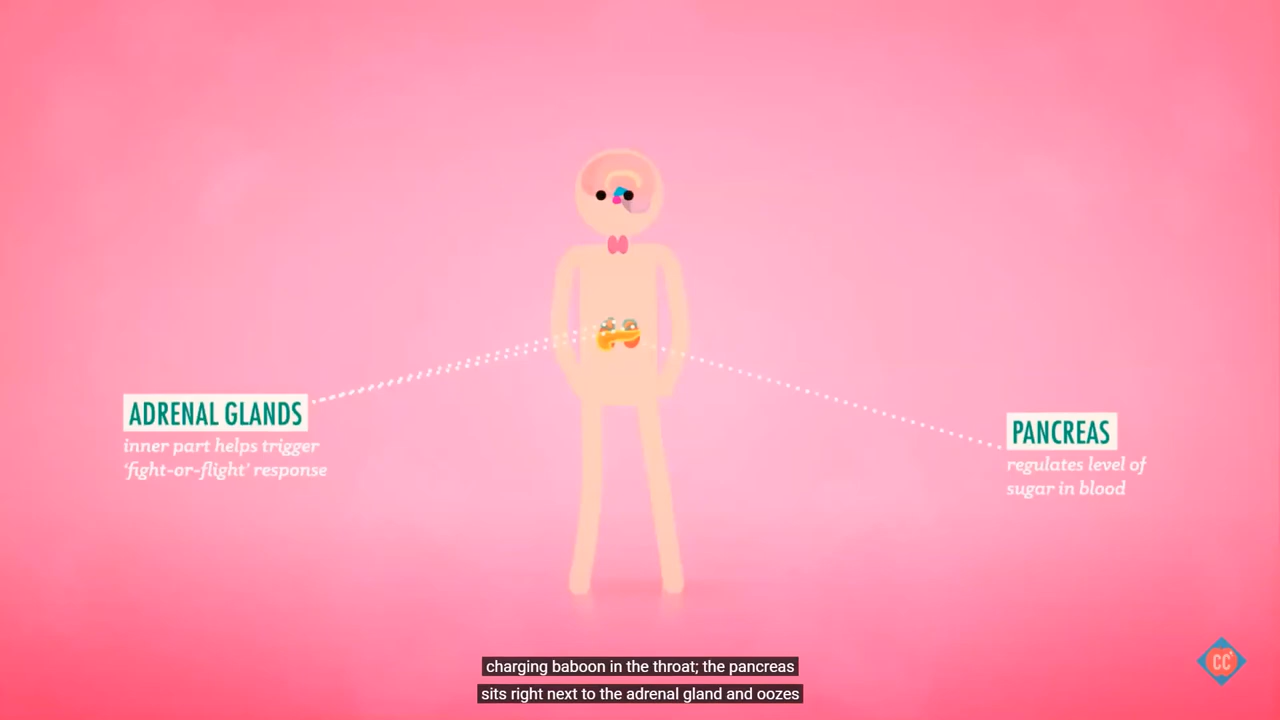 ADRENAL GLANDS
inner part helps trigger
'fight-or-flight' response
PANCREAS
regulates level of
sugar in blood
charging baboon in the throat; the pancreas
sits right next to the adrenal gland and oozes
CC